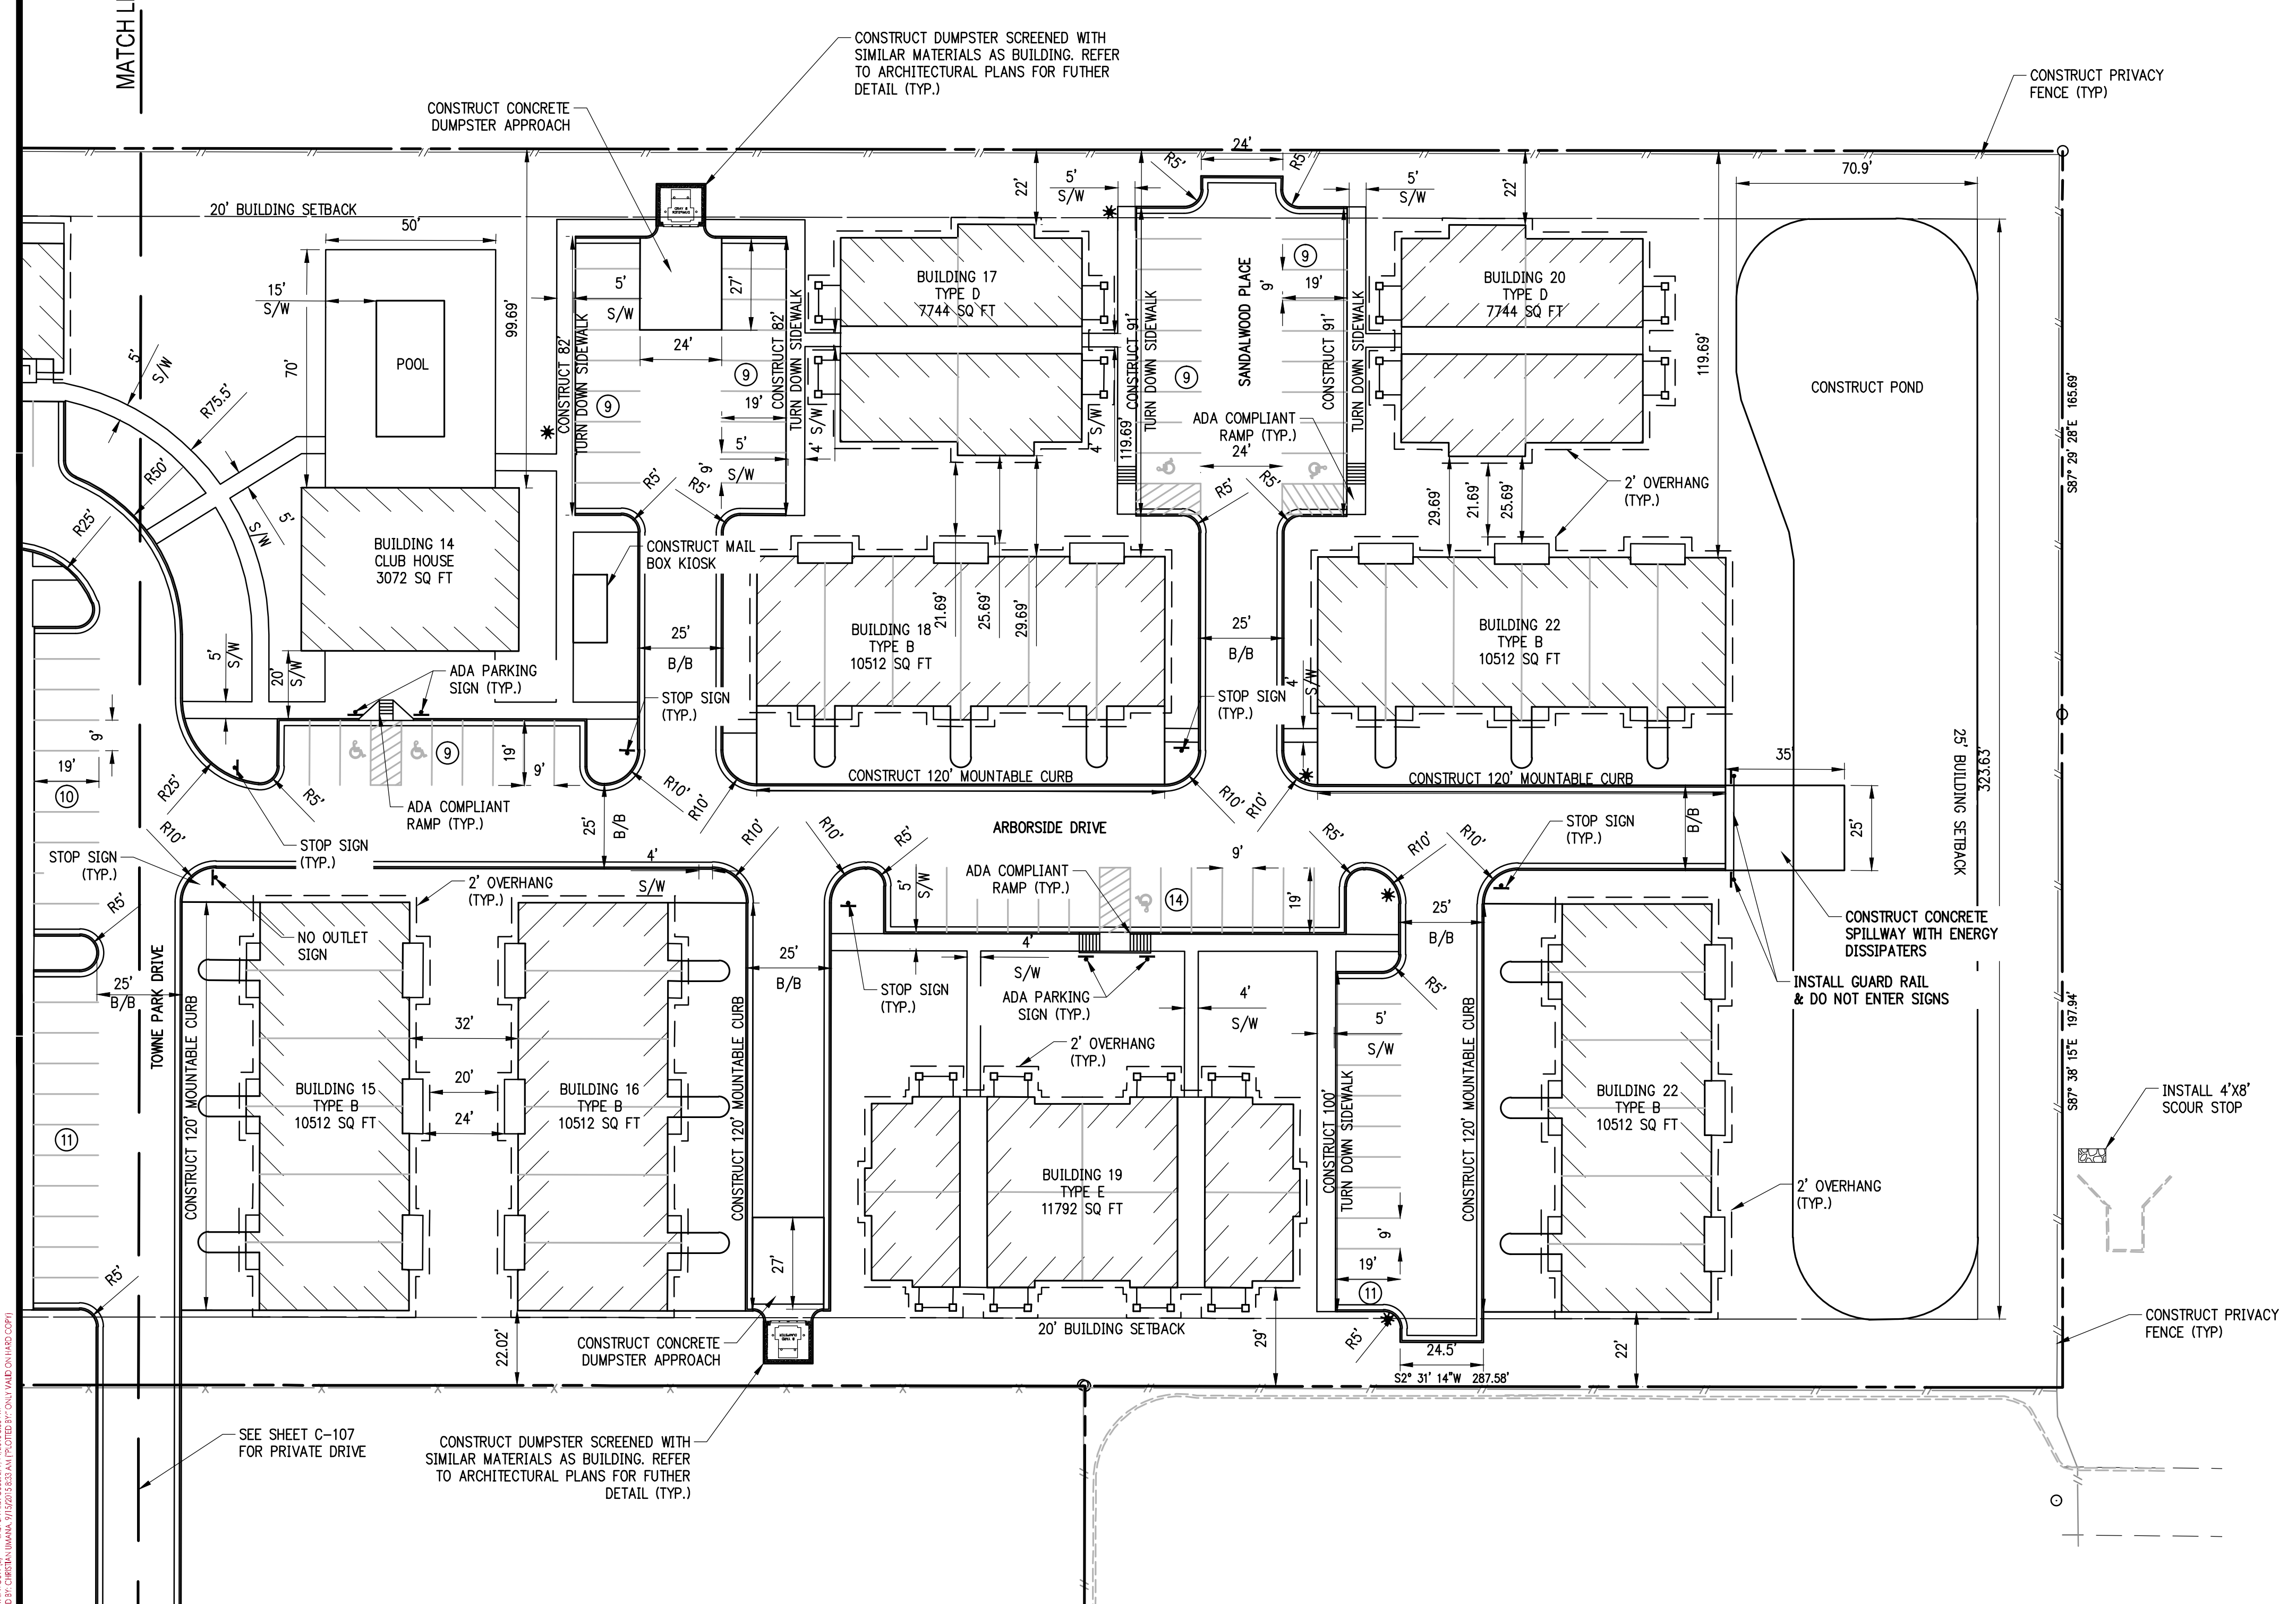 MATCH LI
CONSTRUCT DUMPSTER SCREENED WITH
SIMILAR MATERIALS AS BUILDING. REFER
TO ARCHITECTURAL PLANS FOR FUTHER
DETAIL (TYP.)
CONSTRUCT PRIVACY
FENCE (TYP)
CONSTRUCT CONCRETE
DUMPSTER APPROACH
20' BUILDING SETBACK
50'
15'
S/W
70'
POOL
99.69'
5'
S/W
R75.5'
R50'
R25'
5'
S/W
BUILDING 14
CLUB HOUSE
3072 SQ FT
5'
S/W
20'
S/W
5'
S/W
27'
24'
CONSTRUCT 82'
TURN DOWN SIDEWALK
CONSTRUCT 82'
TURN DOWN SIDEWALK
9
9
19'
5'
S/W
9'
4' S/W
R5'
R5'
CONSTRUCT MAIL
BOX KIOSK
25'
B/B
STOP SIGN
(TYP.)
22'
5'
S/W
BUILDING 17
TYPE D
7744 SQ FT
4' S/W
119.69'
CONSTRUCT 91'
TURN DOWN SIDEWALK
24'
R5'
R5'
5'
S/W
9
9
9'
19'
SANDALWOOD PLACE
CONSTRUCT 91'
TURN DOWN SIDEWALK
ADA COMPLIANT
RAMP (TYP.)
24'
R5'
R5'
22'
BUILDING 20
TYPE D
7744 SQ FT
119.69'
2' OVERHANG
(TYP.)
29.69'
21.69'
25.69'
70.9'
CONSTRUCT POND
S87° 29' 28"E 165.69'
BUILDING 18
TYPE B
10512 SQ FT
21.69'
25.69'
29.69'
25'
B/B
STOP SIGN
(TYP.)
4'
S/W
BUILDING 22
TYPE B
10512 SQ FT
ADA PARKING
SIGN (TYP.)
9
19'
9'
9'
19'
10
R25'
R5'
ADA COMPLIANT
RAMP (TYP.)
25'
B/B
R10'
R10'
CONSTRUCT 120' MOUNTABLE CURB
R10'
R10'
CONSTRUCT 120' MOUNTABLE CURB
35'
25'
B/B
25' BUILDING SETBACK
323.63'
ARBORSIDE DRIVE
STOP SIGN
(TYP.)
STOP SIGN
(TYP.)
R10'
4'
S/W
R10'
R10'
R5'
5'
S/W
ADA COMPLIANT
RAMP (TYP.)
9'
14
19'
R5'
R10'
R10'
STOP SIGN
(TYP.)
2' OVERHANG
(TYP.)
NO OUTLET
SIGN
R5'
25'
B/B
TOWNE PARK DRIVE
CONSTRUCT 120' MOUNTABLE CURB
32'
20'
24'
BUILDING 15
TYPE B
10512 SQ FT
BUILDING 16
TYPE B
10512 SQ FT
CONSTRUCT 120' MOUNTABLE CURB
25'
B/B
STOP SIGN
(TYP.)
4'
S/W
ADA PARKING
SIGN (TYP.)
4'
S/W
2' OVERHANG
(TYP.)
25'
B/B
R5'
5'
S/W
CONSTRUCT CONCRETE
SPILLWAY WITH ENERGY
DISSIPATERS
INSTALL GUARD RAIL
& DO NOT ENTER SIGNS
S87° 38' 15"E 197.94'
INSTALL 4'X8'
SCOUR STOP
11
BUILDING 19
TYPE E
11792 SQ FT
CONSTRUCT 100'
TURN DOWN SIDEWALK
CONSTRUCT 120' MOUNTABLE CURB
BUILDING 22
TYPE B
10512 SQ FT
2' OVERHANG
(TYP.)
9'
19'
11
R5'
27'
R5'
22.02'
CONSTRUCT CONCRETE
DUMPSTER APPROACH
20' BUILDING SETBACK
29'
24.5'
22'
S2° 31' 14"W 287.58'
CONSTRUCT PRIVACY
FENCE (TYP)
SEE SHEET C-107
FOR PRIVATE DRIVE
CONSTRUCT DUMPSTER SCREENED WITH
SIMILAR MATERIALS AS BUILDING. REFER
TO ARCHITECTURAL PLANS FOR FUTHER
DETAIL (TYP.)
D BY: CHRISTIAN UMANA, 9/15/2015 8:33 AM (PLOTTED BY: ONLY VALID ON HARD COPY)